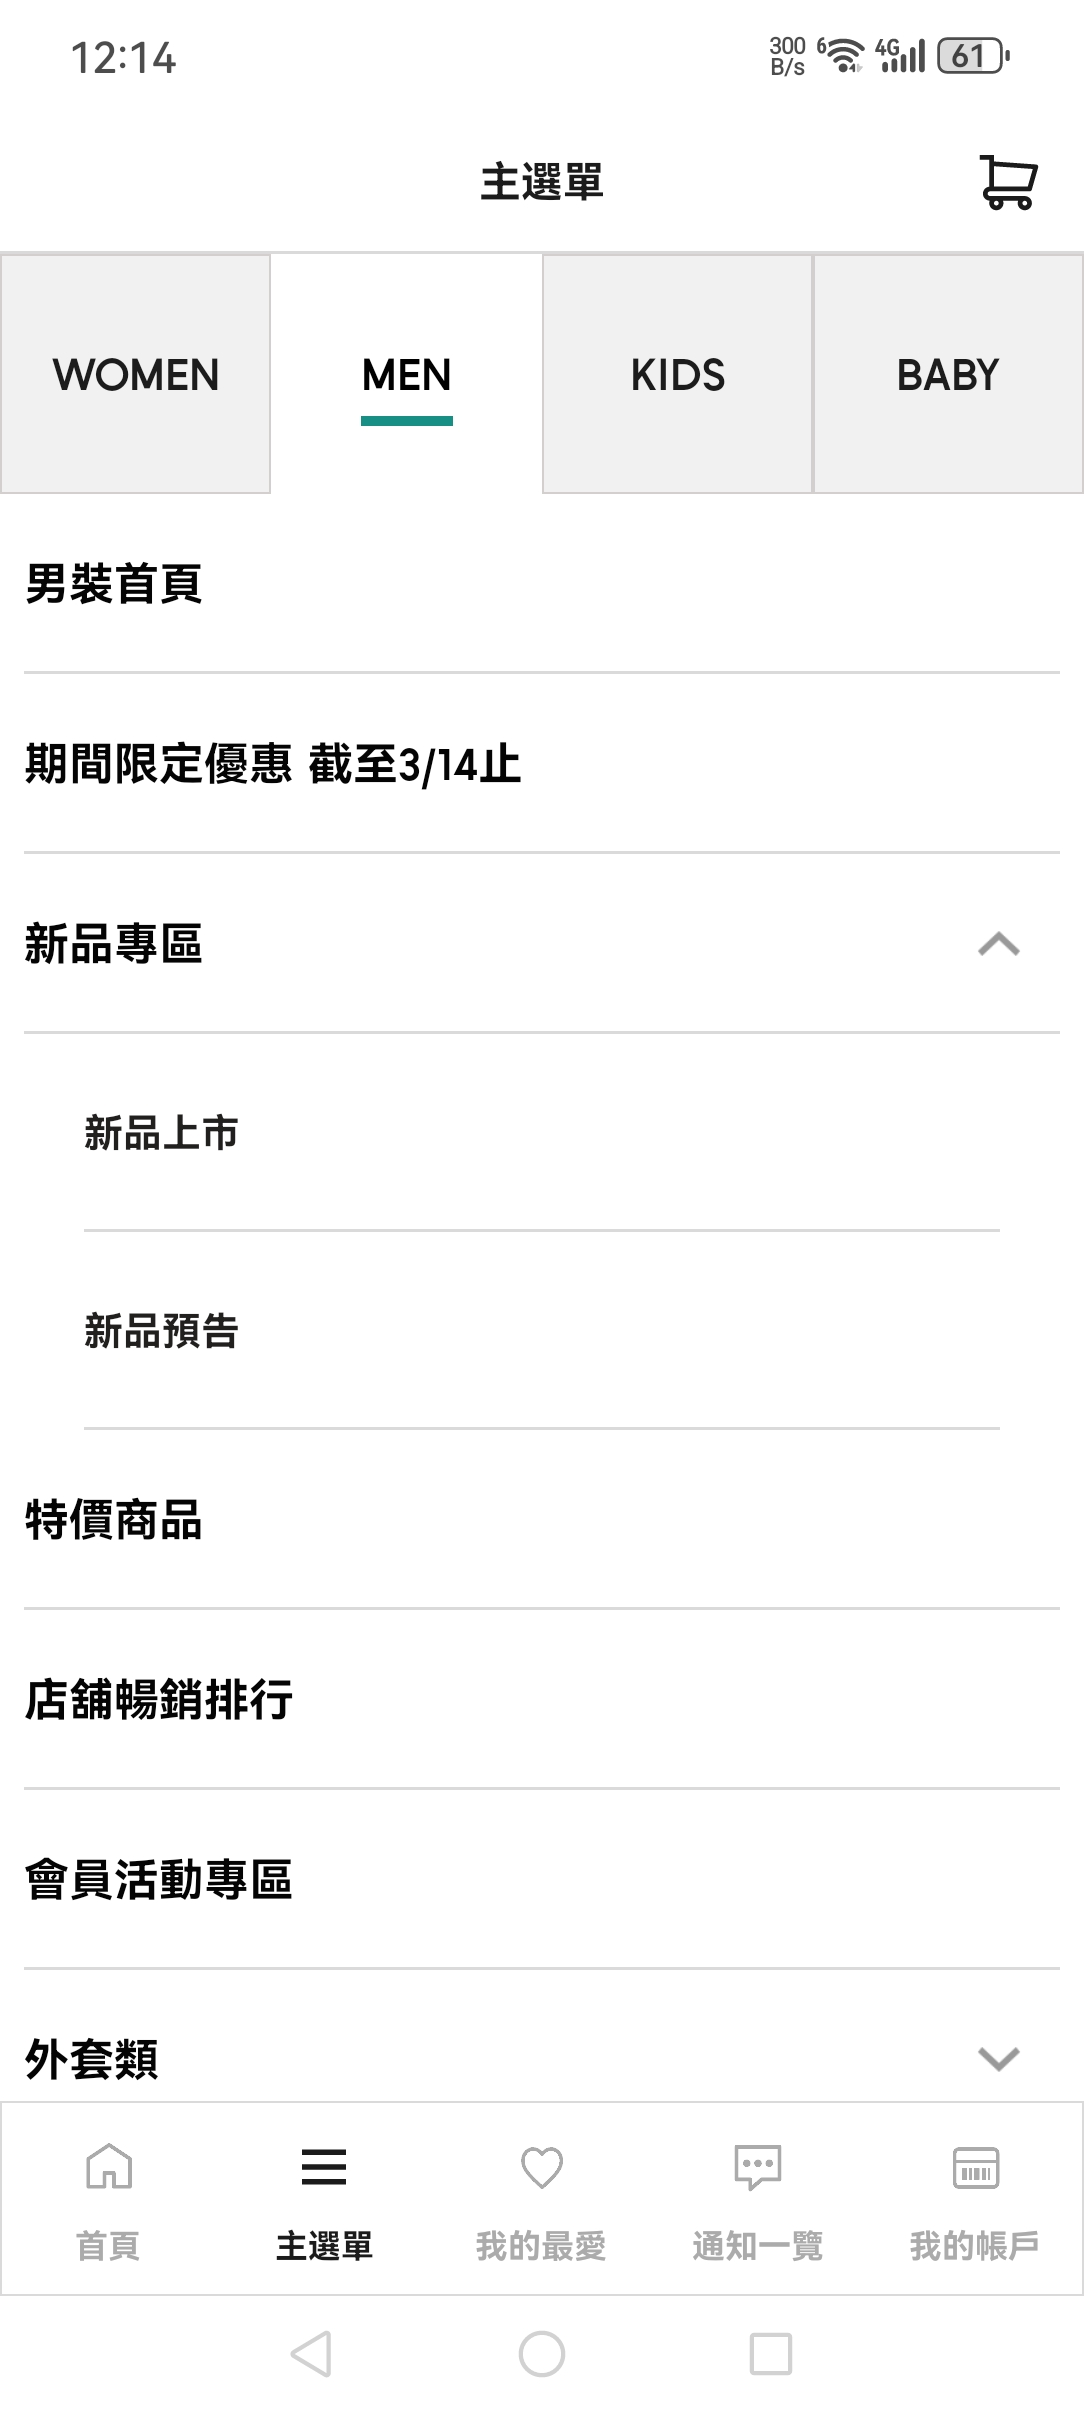 12:14
300
B/s
6
4G
61
主選單
WOMEN
MEN
KIDS
BABY
男裝首頁
期間限定優惠 截至3/14止
新品專區
新品上市
新品預告
特價商品
店舖暢銷排行
會員活動專區
外套類
首頁
主選單
我的最愛
通知一覽
我的帳戶